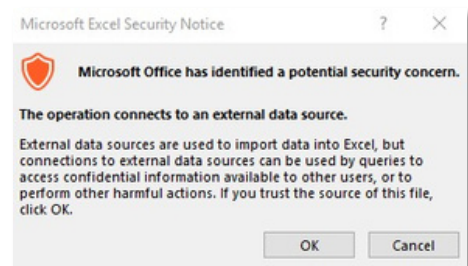 Microsoft Excel Security Notice ?
Microsoft Office has identified a potential security concern.
The operation connects to an external data source.
External data sources are used to import data into Excel, but
connections to external data sources can be used by queries to
access confidential information available to other users, or to
perform other harmful actions. If you trust the source of this file,
click OK.
OK Cancel